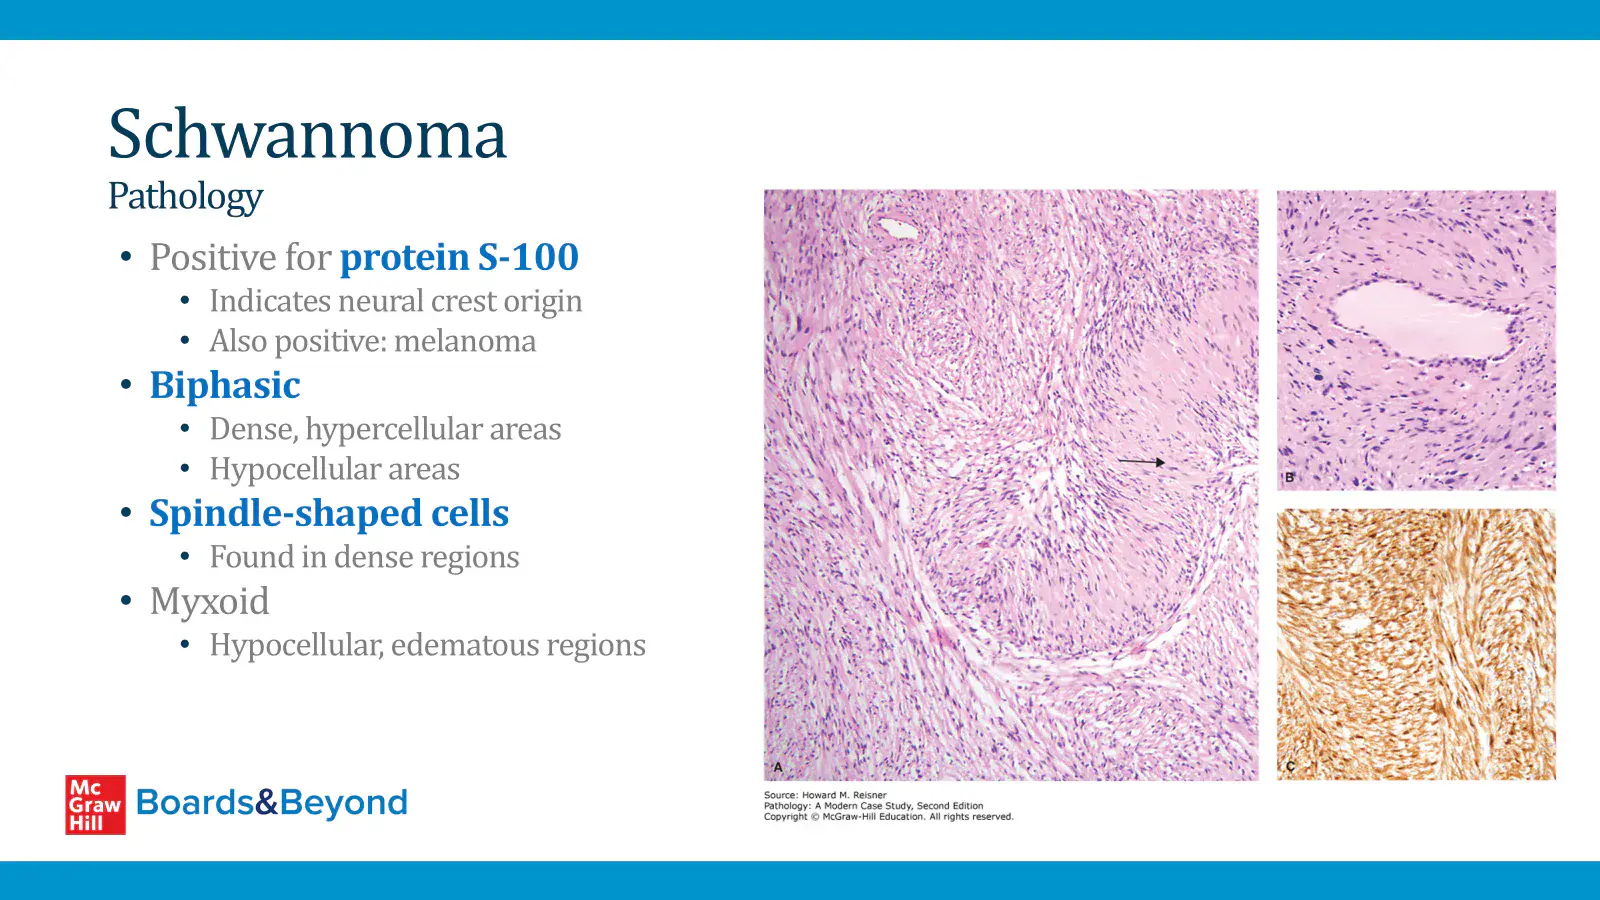 Schwannoma
Pathology
• Positive for protein S-100
• Indicates neural crest origin
• Also positive: melanoma
• Biphasic
• Dense, hypercellular areas
• Hypocellular areas
• Spindle-shaped cells
• Found in dense regions
• Myxoid
• Hypocellular, edematous regions
A
B
C
Source: Howard M. Reisner
Pathology: A Modern Case Study, Second Edition
Copyright © McGraw-Hill Education. All rights reserved.
Mc
Graw
Hill
Boards&Beyond